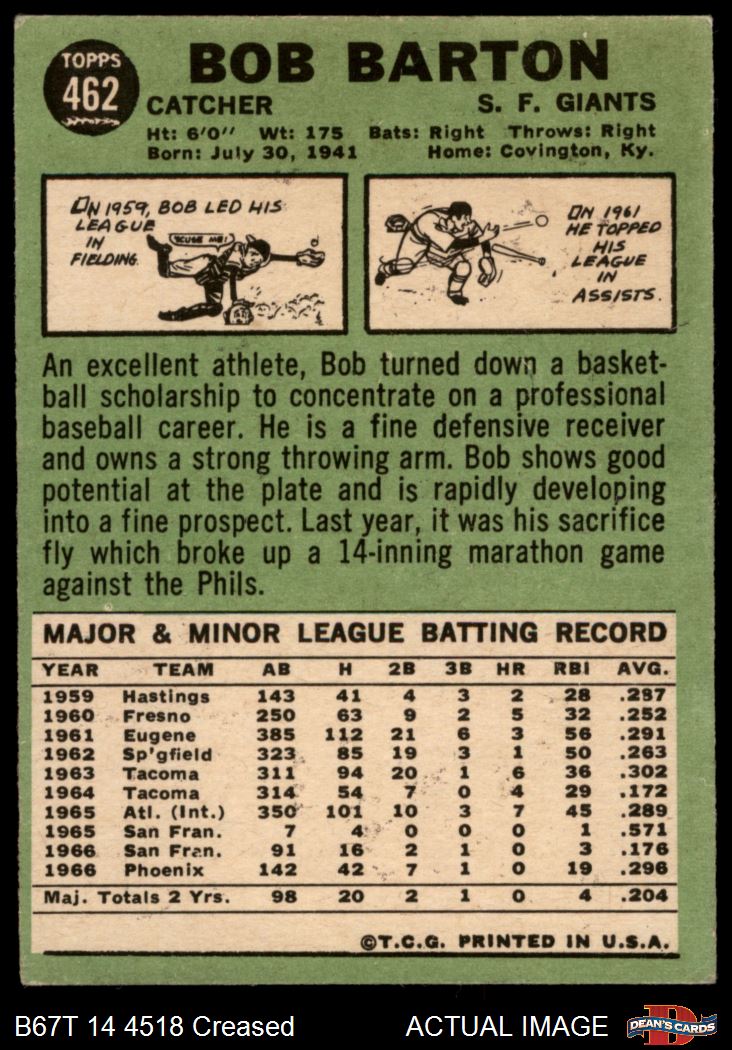 TOPPS
462
BOB BARTON
CATCHER S. F. GIANTS
Ht: 6'0" Wt: 175 Bats: Right Throws: Right
Born: July 30, 1941 Home: Covington, Ky.
ON 1959, BOB LED HIS
LEAGUE
IN
FIELDING.
'SCUSE ME!
ON 1961
HE TOPPED
HIS
LEAGUE
IN
ASSISTS.
An excellent athlete, Bob turned down a basket-
ball scholarship to concentrate on a professional
baseball career. He is a fine defensive receiver
and owns a strong throwing arm. Bob shows good
potential at the plate and is rapidly developing
into a fine prospect. Last year, it was his sacrifice
fly which broke up a 14-inning marathon game
against the Phils.
MAJOR & MINOR LEAGUE BATTING RECORD
YEAR TEAM AB H 2B 3B HR RBI AVG.
1959 Hastings 143 41 4 3 2 28 .287
1960 Fresno 250 63 9 2 5 32 .252
1961 Eugene 385 112 21 6 3 56 .291
1962 Sp'gfield 323 85 19 3 1 50 .263
1963 Tacoma 311 94 20 1 6 36 .302
1964 Tacoma 314 54 7 0 4 29 .172
1965 Atl. (Int.) 350 101 10 3 7 45 .289
1965 San Fran. 7 4 0 0 0 1 .571
1966 San Fran. 91 16 2 1 0 3 .176
1966 Phoenix 142 42 7 1 0 19 .296
Maj. Totals 2 Yrs. 98 20 2 1 0 4 .204
©T.C.G. PRINTED IN U.S.A.
B67T 14 4518 Creased ACTUAL IMAGE
D
DEAN'S CARDS